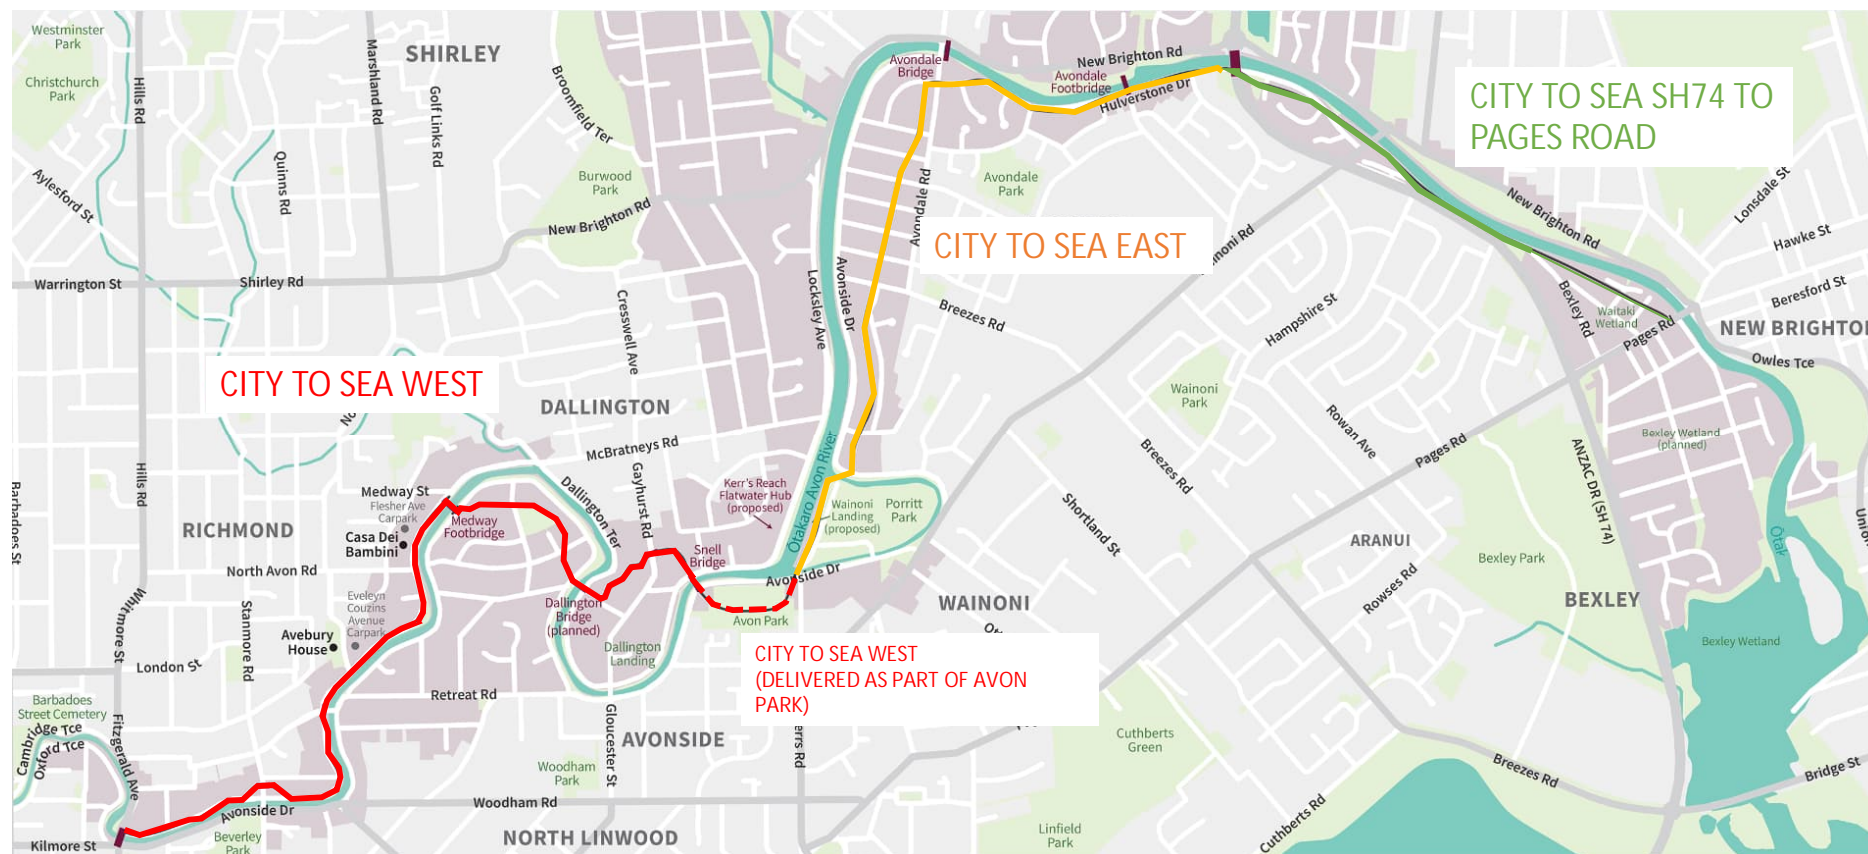 Westminster
Park
SHIRLEY
Christchurch
Park
Hills Rd
Marshland Rd
Golf Links Rd
Broomfield Ter
Avondale
Bridge
New Brighton Rd
Avondale
Footbridge
Hulverstone Dr
CITY TO SEA SH74 TO
PAGES ROAD
Aylesford St
Quinns Rd
Burwood
Park
New Brighton Rd
Avondale
Park
Avondale Rd
CITY TO SEA EAST
New Brighton Rd
Lonsdale St
Hawke St
Beresford St
Warrington St
Shirley Rd
Cresswell Ave
Locksley Ave
Avonside Dr
Breezes Rd
Hampshire St
Bexley Rd
Waitaki
Wetland
Pages Rd
NEW BRIGHTO
Owles Tce
CITY TO SEA WEST
DALLINGTON
McBratneys Rd
Wainoni
Park
Rowan Ave
Pages Rd
Breezes Rd
Bexley Wetland
(planned)
ANZAC DR (SH 74)
Barbadoes St
Hills Rd
Medway St
Flesher Ave
Carpark
Medway
Footbridge
Dallington Ter
Gayhurst Rd
Kerr's Reach
Flatwater Hub
(proposed)
Otakaro Avon River
Wainoni
Landing
(proposed)
Porritt
Park
Shortland St
RICHMOND
Casa Dei
Bambini
North Avon Rd
Snell
Bridge
Avonside Dr
ARANUI
Rowses Rd
Bexley Park
BEXLEY
Ōtak
Whitmore St
Stanmore Rd
Eveleyn
Couzins
Avenue
Carpark
Avebury
House
Dallington
Bridge
(planned)
Dallington
Landing
Avon Park
WAINONI
Bexley Wetland
London St
Retreat Rd
CITY TO SEA WEST
(DELIVERED AS PART OF AVON
PARK)
Barbadoes
Street Cemetery
Cambridge Tce
Oxford Tce
Fitzgerald Ave
Gloucester St
AVONSIDE
Woodham
Park
errs Rd
Cuthberts
Green
Breezes Rd
Bridge St
Avonside Dr
Woodham Rd
Kilmore St
Beverley
Park
NORTH LINWOOD
Linfield
Park
Cuthberts Rd